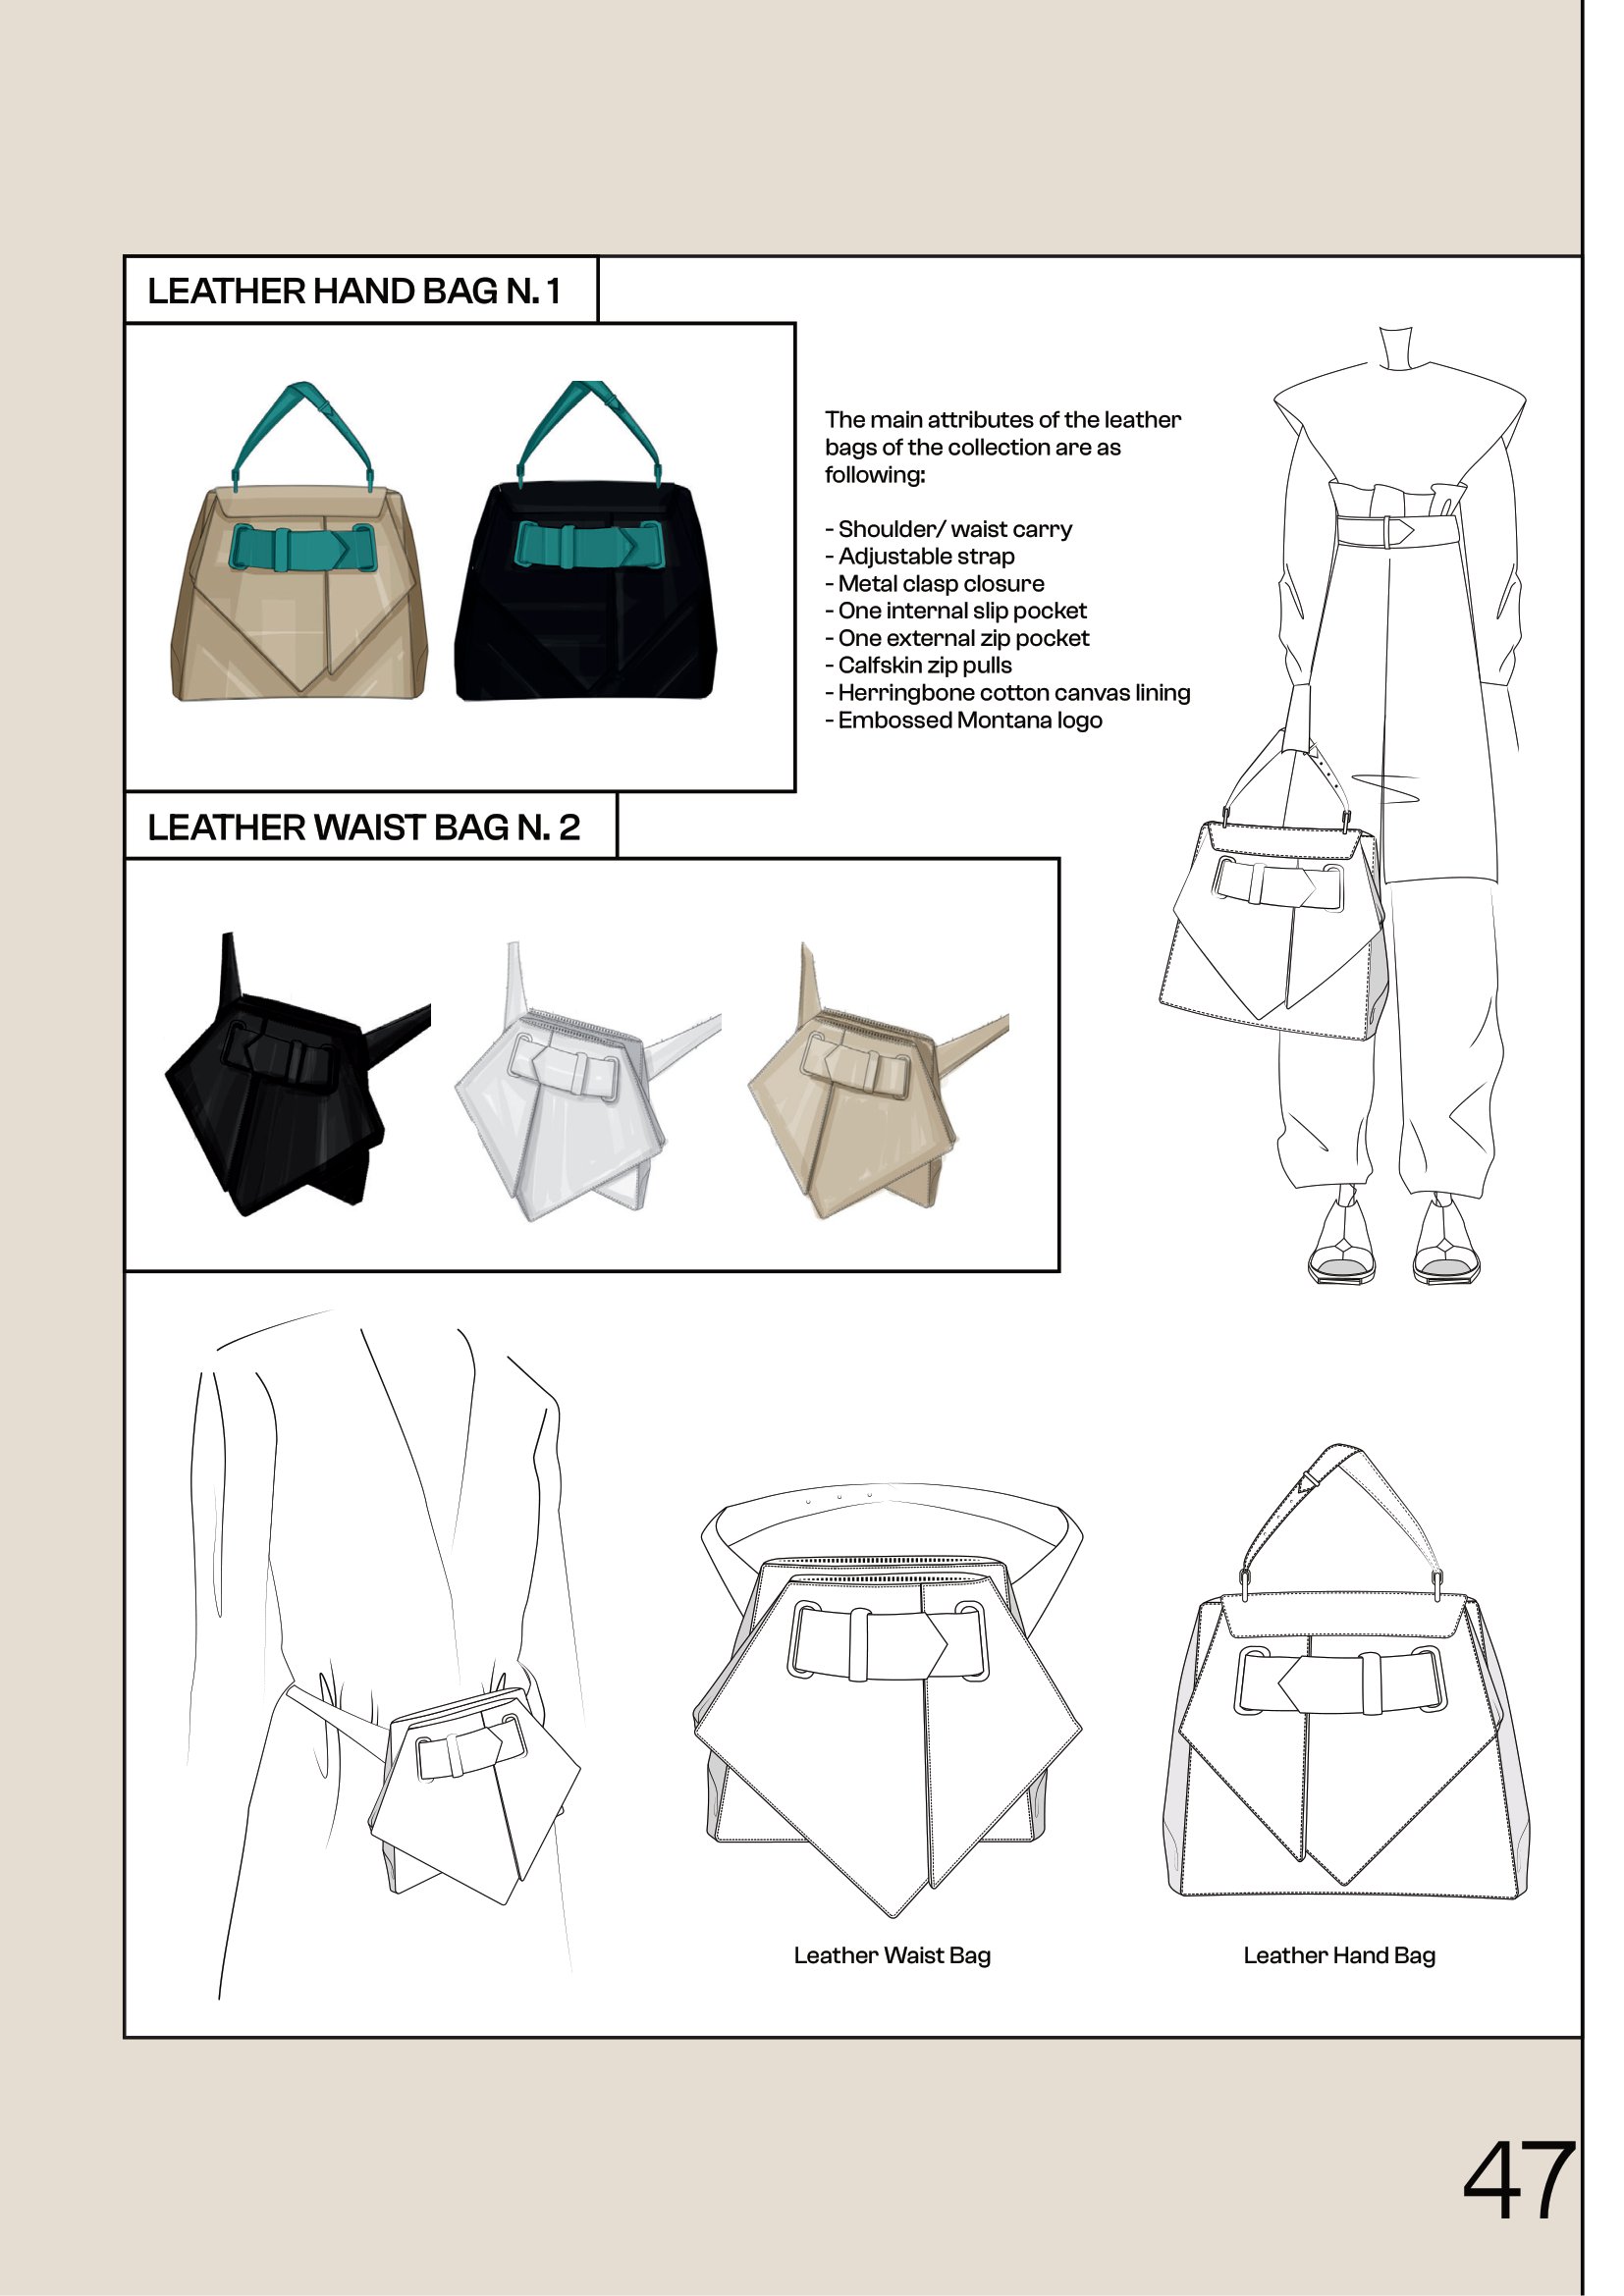 LEATHER HAND BAG N. 1
The main attributes of the leather
bags of the collection are as
following:
- Shoulder/ waist carry
- Adjustable strap
- Metal clasp closure
- One internal slip pocket
- One external zip pocket
- Calfskin zip pulls
- Herringbone cotton canvas lining
- Embossed Montana logo
LEATHER WAIST BAG N. 2
Leather Waist Bag
Leather Hand Bag
47